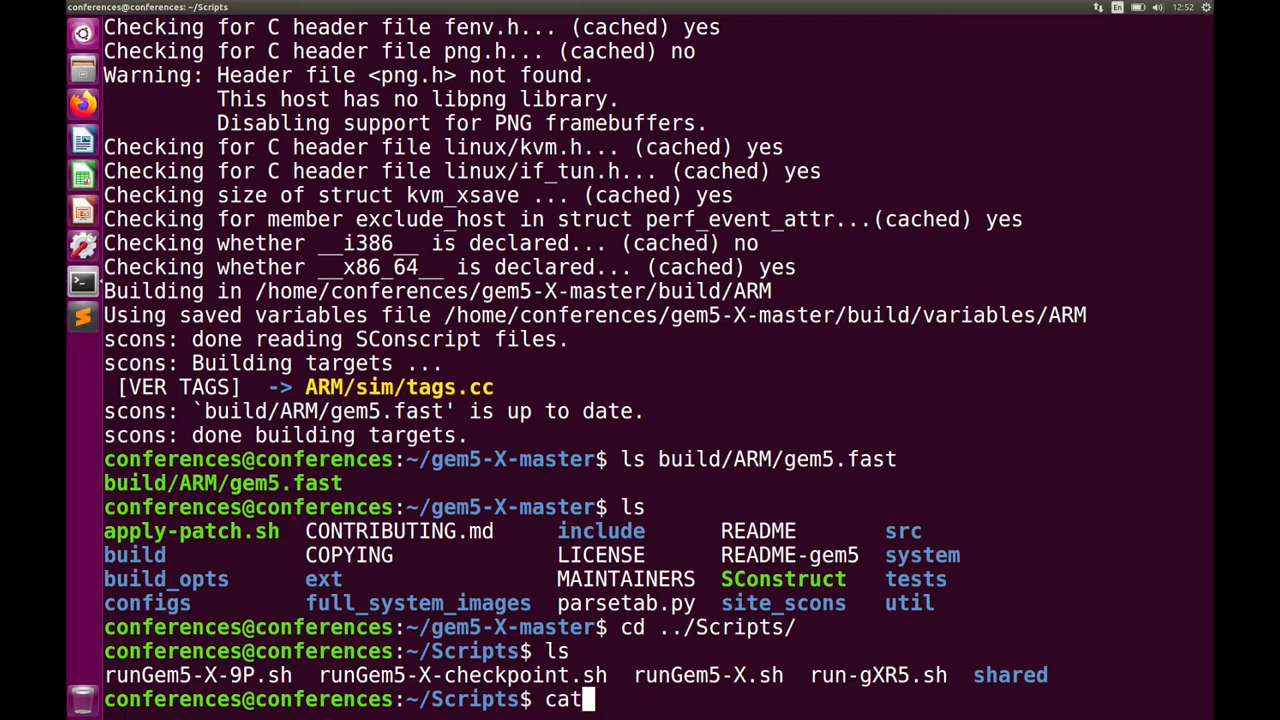 conferences@conferences: ~/Scripts
En
12:52
Checking for C header file fenv.h... (cached) yes
Checking for C header file png.h... (cached) no
Warning: Header file <png.h> not found.
This host has no libpng library.
Disabling support for PNG framebuffers.
Checking for C header file linux/kvm.h... (cached) yes
Checking for C header file linux/if_tun.h... (cached) yes
Checking size of struct kvm_xsave ... (cached) yes
Checking for member exclude_host in struct perf_event_attr...(cached) yes
Checking whether __i386__ is declared... (cached) no
Checking whether __x86_64__ is declared... (cached) yes
Building in /home/conferences/gem5-X-master/build/ARM
Using saved variables file /home/conferences/gem5-X-master/build/variables/ARM
scons: done reading SConscript files.
scons: Building targets ...
[VER TAGS]  -> ARM/sim/tags.cc
scons: `build/ARM/gem5.fast' is up to date.
scons: done building targets.
conferences@conferences:~/gem5-X-master$ ls build/ARM/gem5.fast
build/ARM/gem5.fast
conferences@conferences:~/gem5-X-master$ ls
apply-patch.sh  CONTRIBUTING.md     include      README        src
build           COPYING             LICENSE      README-gem5   system
build_opts      ext                 MAINTAINERS  SConstruct    tests
configs         full_system_images  parsetab.py  site_scons    util
conferences@conferences:~/gem5-X-master$ cd ../Scripts/
conferences@conferences:~/Scripts$ ls
runGem5-X-9P.sh  runGem5-X-checkpoint.sh  runGem5-X.sh  run-gXR5.sh  shared
conferences@conferences:~/Scripts$ cat